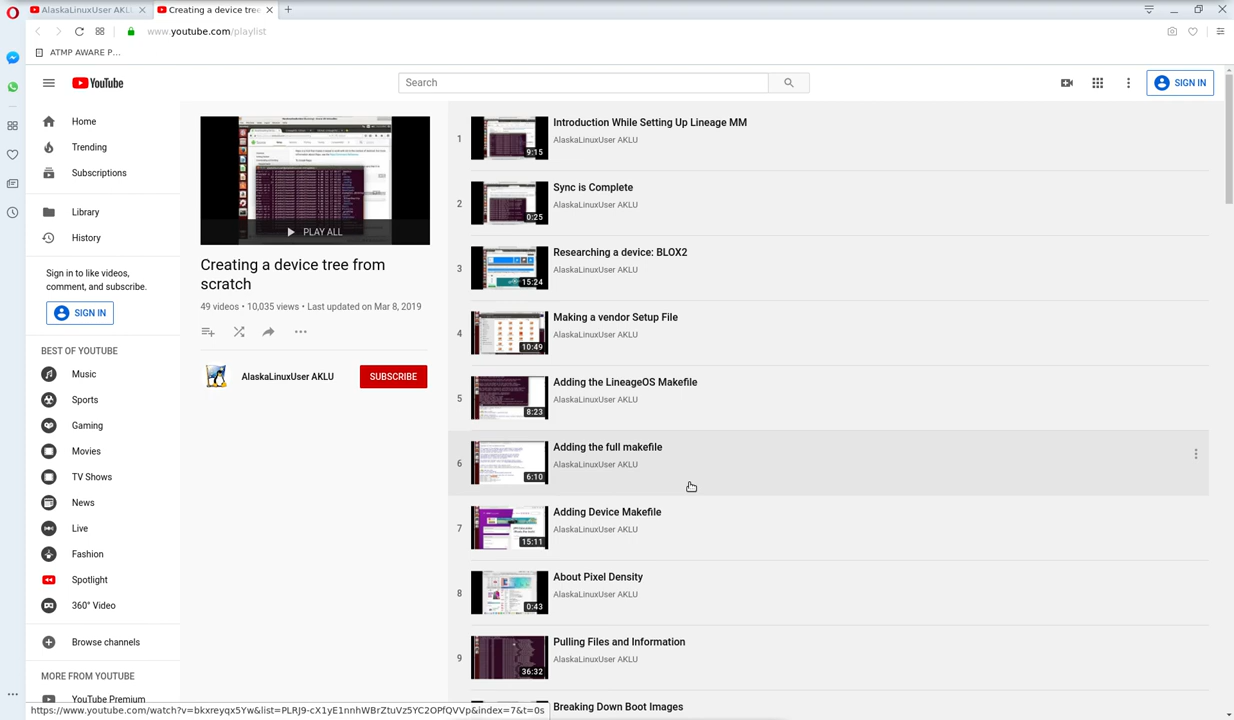 AlaskaLinuxUser AKLU
Creating a device tree
www.youtube.com/playlist
ATMP AWARE P...
YouTube
Search
SIGN IN
Home
Trending
Subscriptions
Library
History
Sign in to like videos,
comment, and subscribe.
SIGN IN
BEST OF YOUTUBE
Music
Sports
Gaming
Movies
TV Shows
News
Live
Fashion
Spotlight
360° Video
Browse channels
MORE FROM YOUTUBE
YouTube Premium
PLAY ALL
Creating a device tree from
scratch
49 videos • 10,035 views • Last updated on Mar 8, 2019
AlaskaLinuxUser AKLU
SUBSCRIBE
1
9:15
Introduction While Setting Up Lineage MM
AlaskaLinuxUser AKLU
2
0:25
Sync is Complete
AlaskaLinuxUser AKLU
3
15:24
Researching a device: BLOX2
AlaskaLinuxUser AKLU
4
10:49
Making a vendor Setup File
AlaskaLinuxUser AKLU
5
8:23
Adding the LineageOS Makefile
AlaskaLinuxUser AKLU
6
6:10
Adding the full makefile
AlaskaLinuxUser AKLU
7
15:11
Adding Device Makefile
AlaskaLinuxUser AKLU
8
0:43
About Pixel Density
AlaskaLinuxUser AKLU
9
36:32
Pulling Files and Information
AlaskaLinuxUser AKLU
Breaking Down Boot Images
https://www.youtube.com/watch?v=bkxreyqx5Yw&list=PLRJ9-cX1yE1nnhWBrZtuVz5YC2OPfQVVp&index=7&t=0s